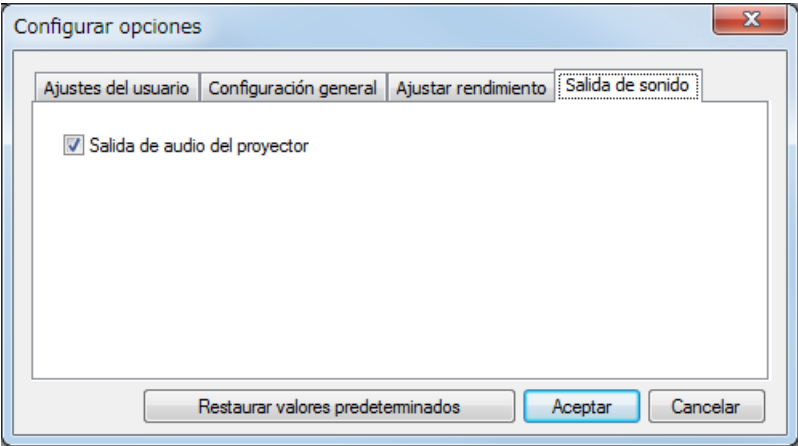 Configurar opciones
Ajustes del usuario Configuración general Ajustar rendimiento Salida de sonido
Salida de audio del proyector
Restaurar valores predeterminados Aceptar Cancelar